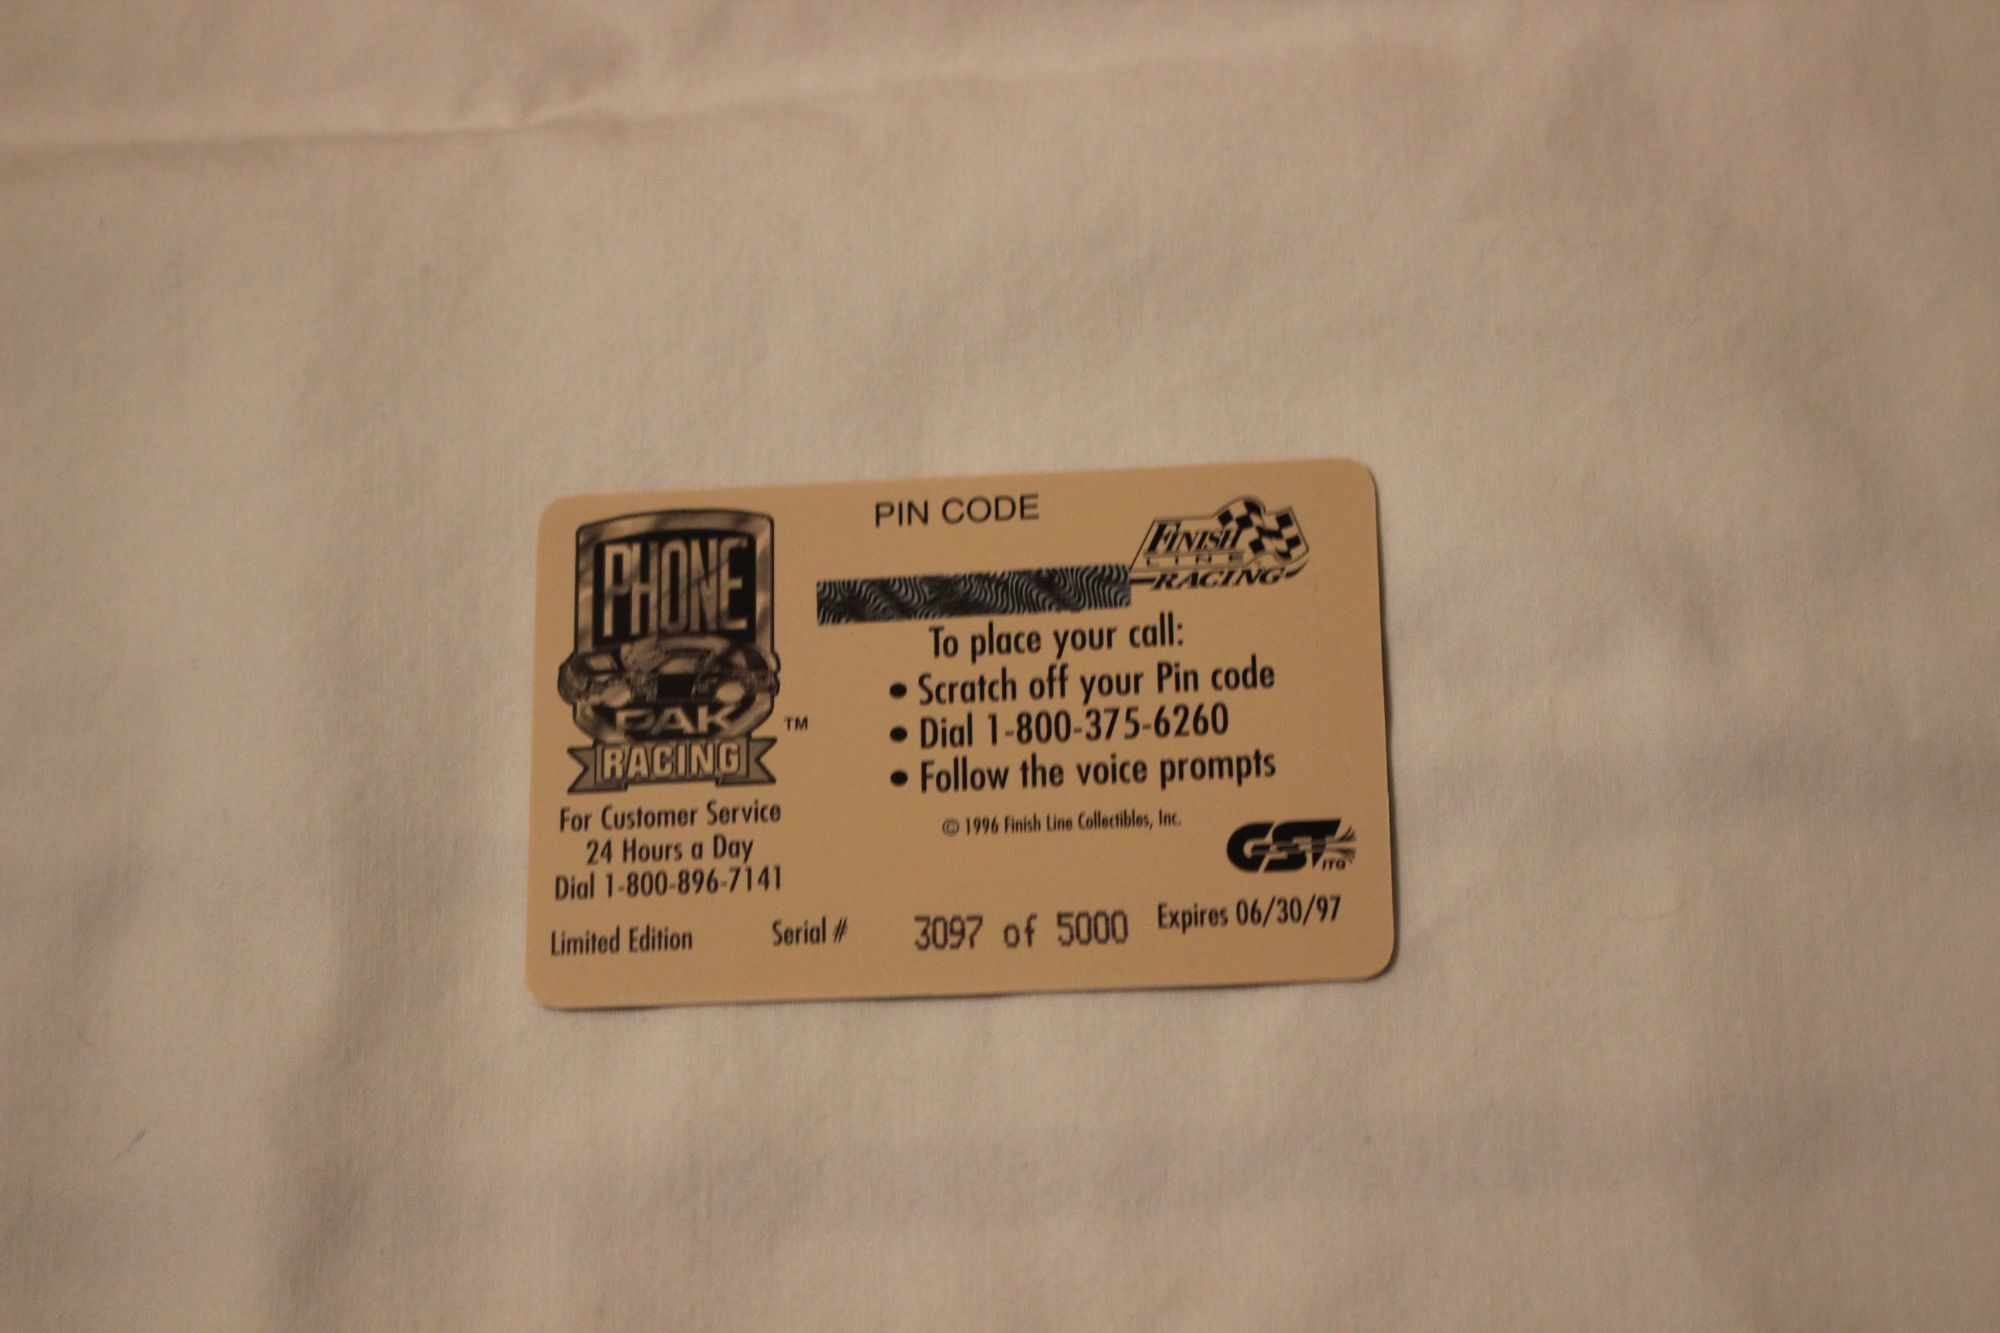 PIN CODE
PHONE
PAK
RACING
TM
FINISH
LINE
RACING
To place your call:
• Scratch off your Pin code
• Dial 1-800-375-6260
• Follow the voice prompts
© 1996 Finish Line Collectibles, Inc.
For Customer Service
24 Hours a Day
Dial 1-800-896-7141
GST
ITG
Limited Edition Serial # 3097 of 5000 Expires 06/30/97